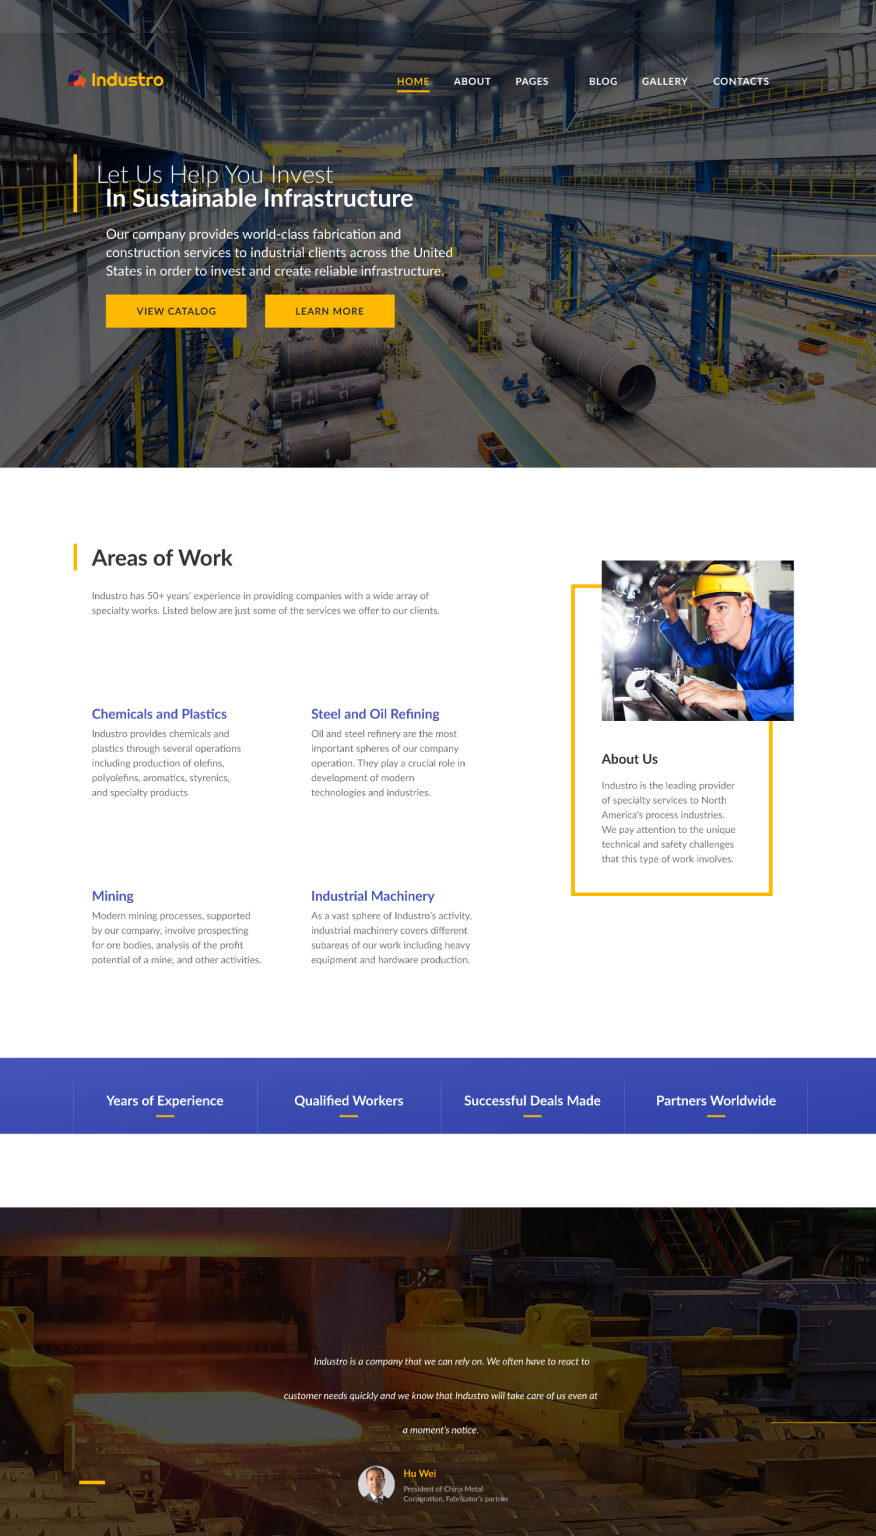 Industro
HOME ABOUT PAGES BLOG GALLERY CONTACTS
Let Us Help You Invest
In Sustainable Infrastructure
Our company provides world-class fabrication and
construction services to industrial clients across the United
States in order to invest and create reliable infrastructure.
VIEW CATALOG LEARN MORE
Areas of Work
Industro has 50+ years' experience in providing companies with a wide array of
specialty works. Listed below are just some of the services we offer to our clients.
Chemicals and Plastics
Industro provides chemicals and
plastics through several operations
including production of olefins,
polyolefins, aromatics, styrenics,
and specialty products
Steel and Oil Refining
Oil and steel refinery are the most
important spheres of our company
operation. They play a crucial role in
development of modern
technologies and industries.
Mining
Modern mining processes, supported
by our company, involve prospecting
for ore bodies, analysis of the profit
potential of a mine, and other activities.
Industrial Machinery
As a vast sphere of Industro's activity,
industrial machinery covers different
subareas of our work including heavy
equipment and hardware production.
About Us
Industro is the leading provider
of specialty services to North
America's process industries.
We pay attention to the unique
technical and safety challenges
that this type of work involves.
Years of Experience Qualified Workers Successful Deals Made Partners Worldwide
Industro is a company that we can rely on. We often have to react to
customer needs quickly and we know that Industro will take care of us even at
a moment's notice.
Hu Wei
President of China Metal
Corporation, Fabricator's partner